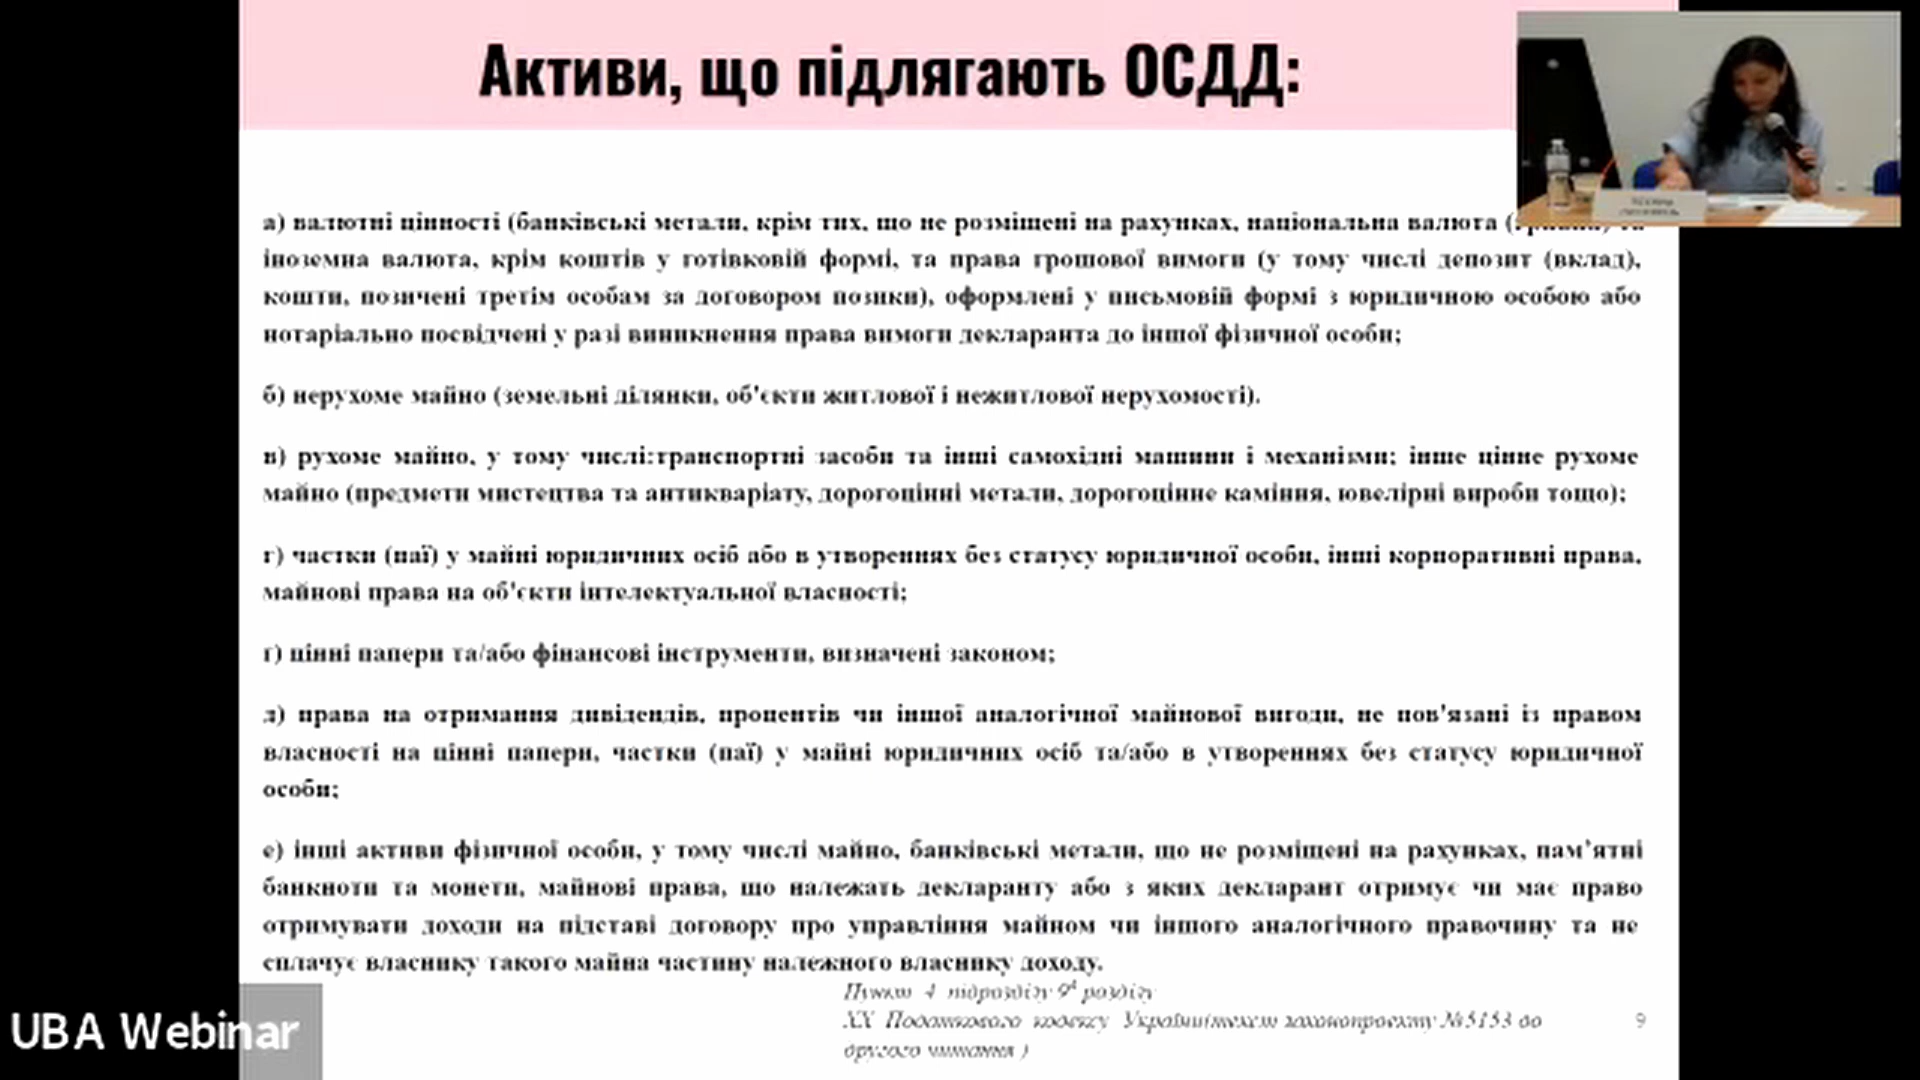 Активи, що підлягають ОСДД:
а) валютні цінності (банківські метали, крім тих, що не розміщені на рахунках, національна валюта
іноземна валюта, крім коштів у готівковій формі, та права грошової вимоги (у тому числі депозит (вклад),
кошти, позичені третім особам за договором позики), оформлені у письмовій формі з юридичною особою або
нотаріально посвідчені у разі виникнення права вимоги декларанта до іншої фізичної особи;
б) нерухоме майно (земельні ділянки, об'єкти житлової і нежитлової нерухомості).
в) рухоме майно, у тому числі:транспортні засоби та інші самохідні машини і механізми; інше цінне рухоме
майно (предмети мистецтва та антикваріату, дорогоцінні метали, дорогоцінне каміння, ювелірні вироби тощо);
г) частки (паї) у майні юридичних осіб або в утвореннях без статусу юридичної особи, інші корпоративні права,
майнові права на об'єкти інтелектуальної власності;
ґ) цінні папери та/або фінансові інструменти, визначені законом;
д) права на отримання дивідендів, процентів чи іншої аналогічної майнової вигоди, не пов'язані із правом
власності на цінні папери, частки (паї) у майні юридичних осіб та/або в утвореннях без статусу юридичної
особи;
е) інші активи фізичної особи, у тому числі майно, банківські метали, що не розміщені на рахунках, пам'ятні
банкноти та монети, майнові права, що належать декларанту або з яких декларант отримує чи має право
отримувати доходи на підставі договору про управління майном чи іншого аналогічного правочину та не
сплачує власнику такого майна частину належного власнику доходу.
Пункт 4 підрозділу 9⁴ розділу
ХХ Податкового кодексу України(текст законопроекту №5153 до
другого читання )
9
UBA Webinar